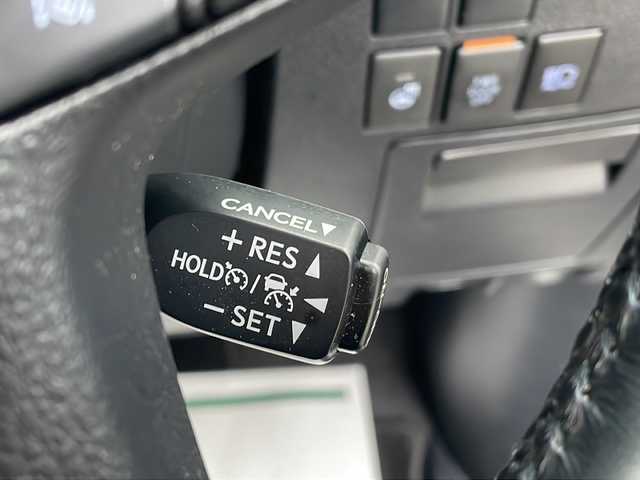 CANCEL▼
+ RES ▲
HOLD /
− SET ▼